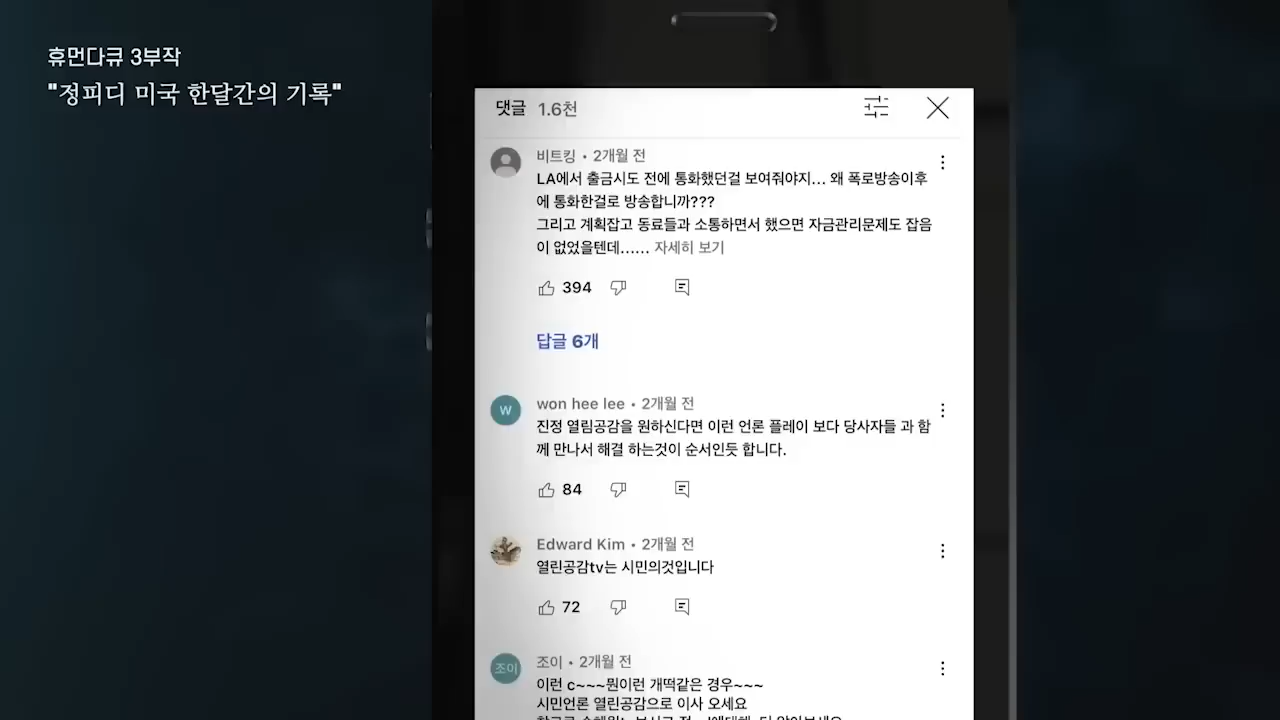 휴먼다큐 3부작
"정피디 미국 한달간의 기록"
댓글 1.6천
비트킹 • 2개월 전
LA에서 출금시도 전에 통화했던걸 보여줘야지... 왜 폭로방송이후
에 통화한걸로 방송합니까???
그리고 계획잡고 동료들과 소통하면서 했으면 자금관리문제도 잡음
이 없었을텐데...... 자세히 보기
394
답글 6개
W
won hee lee • 2개월 전
진정 열림공감을 원하신다면 이런 언론 플레이 보다 당사자들 과 함
께 만나서 해결 하는것이 순서인듯 합니다.
84
Edward Kim • 2개월 전
열린공감tv는 시민의것입니다
72
조이
조이 • 2개월 전
이런 c~~~뭔이런 개떡같은 경우~~~
시민언론 열린공감으로 이사 오세요